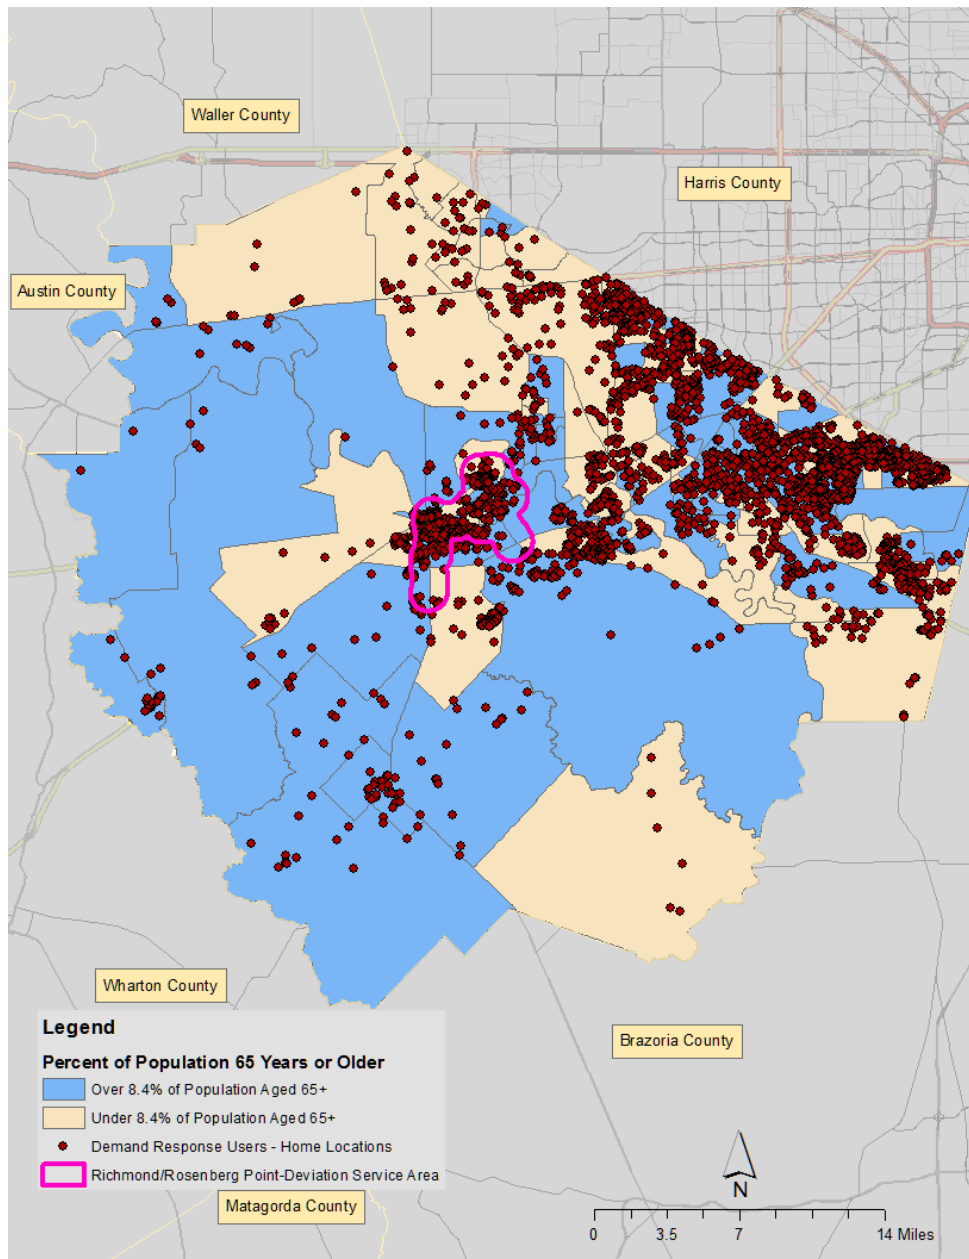 Waller County
Harris County
Austin County
Wharton County
Legend
Percent of Population 65 Years or Older
Over 8.4% of Population Aged 65+
Under 8.4% of Population Aged 65+
Demand Response Users - Home Locations
Richmond/Rosenberg Point-Deviation Service Area
Brazoria County
Matagorda County
N
0 3.5 7 14 Miles